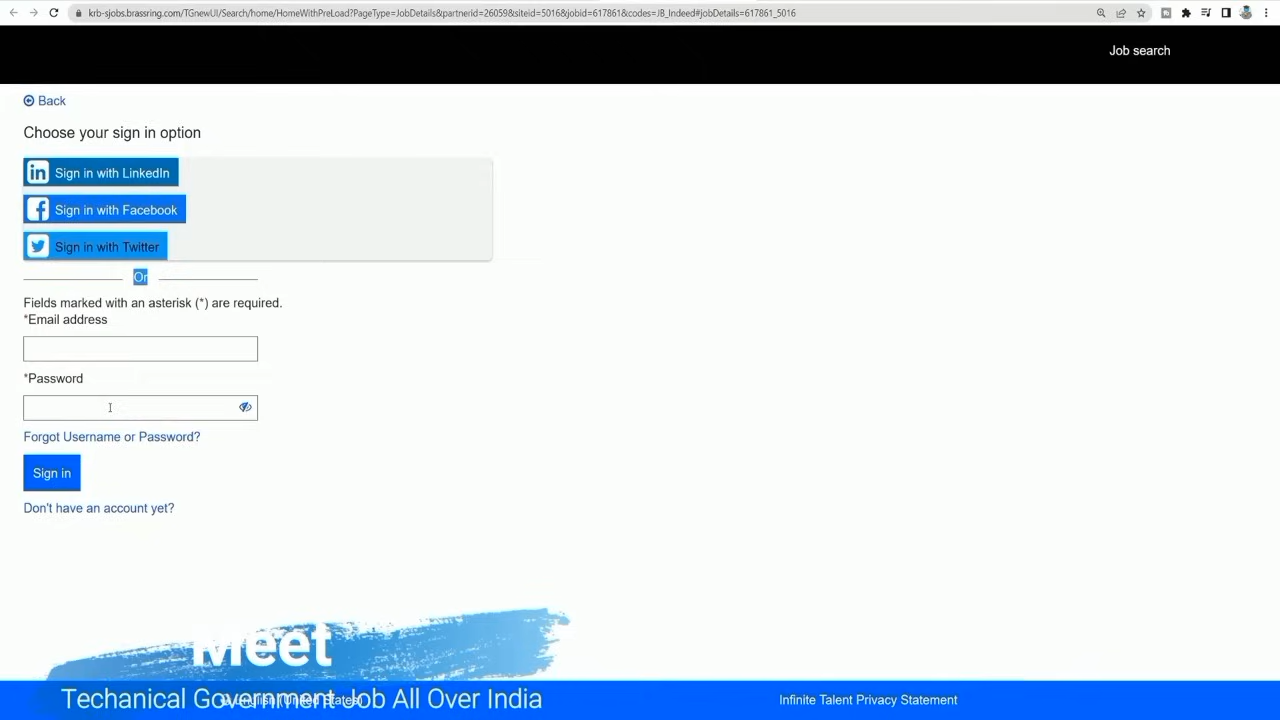 krb-sjobs.brassring.com/TGnewUI/Search/home/HomeWithPreLoad?PageType=JobDetails&partnerid=26059&siteid=5016&jobid=617861&codes=JB_Indeed#jobDetails=617861_5016
Job search
Back
Choose your sign in option
Sign in with LinkedIn
Sign in with Facebook
Sign in with Twitter
Or
Fields marked with an asterisk (*) are required.
*Email address
*Password
Forgot Username or Password?
Sign in
Don't have an account yet?
Meet
Techanical Government Job All Over India
English (United States)
Infinite Talent Privacy Statement